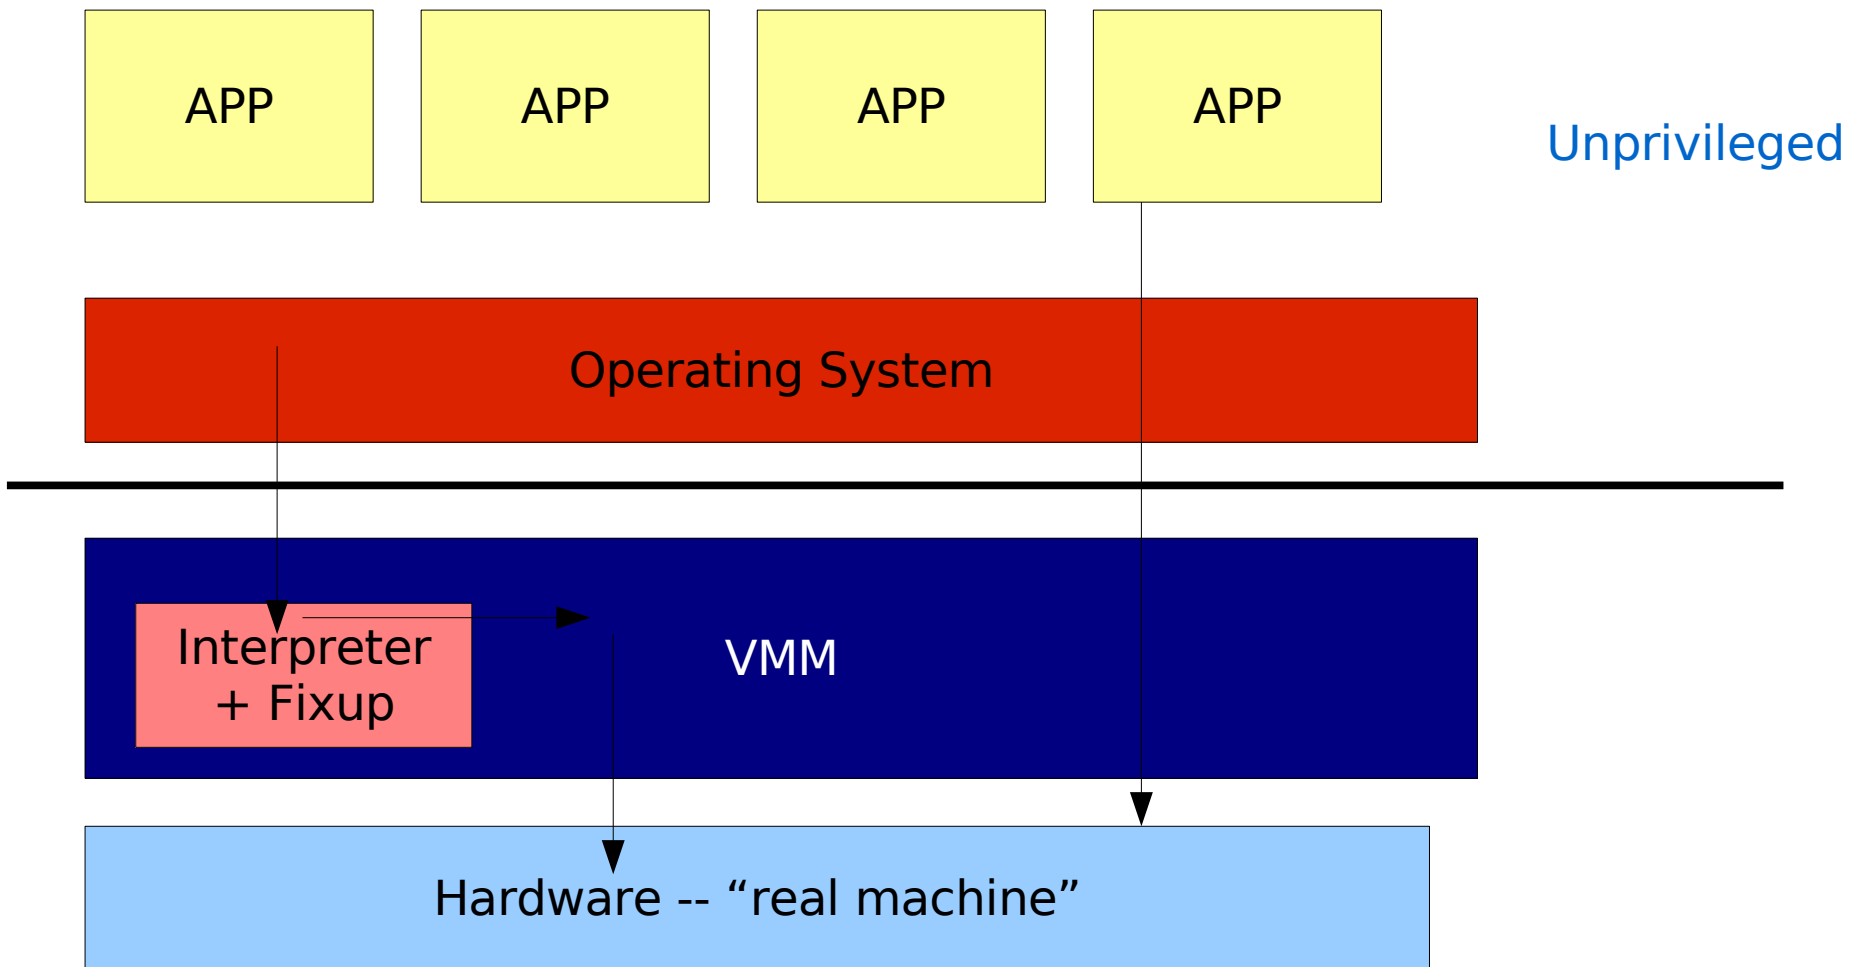 APP
APP
APP
APP
Unprivileged
Operating System
Interpreter
+ Fixup
VMM
Hardware -- “real machine”